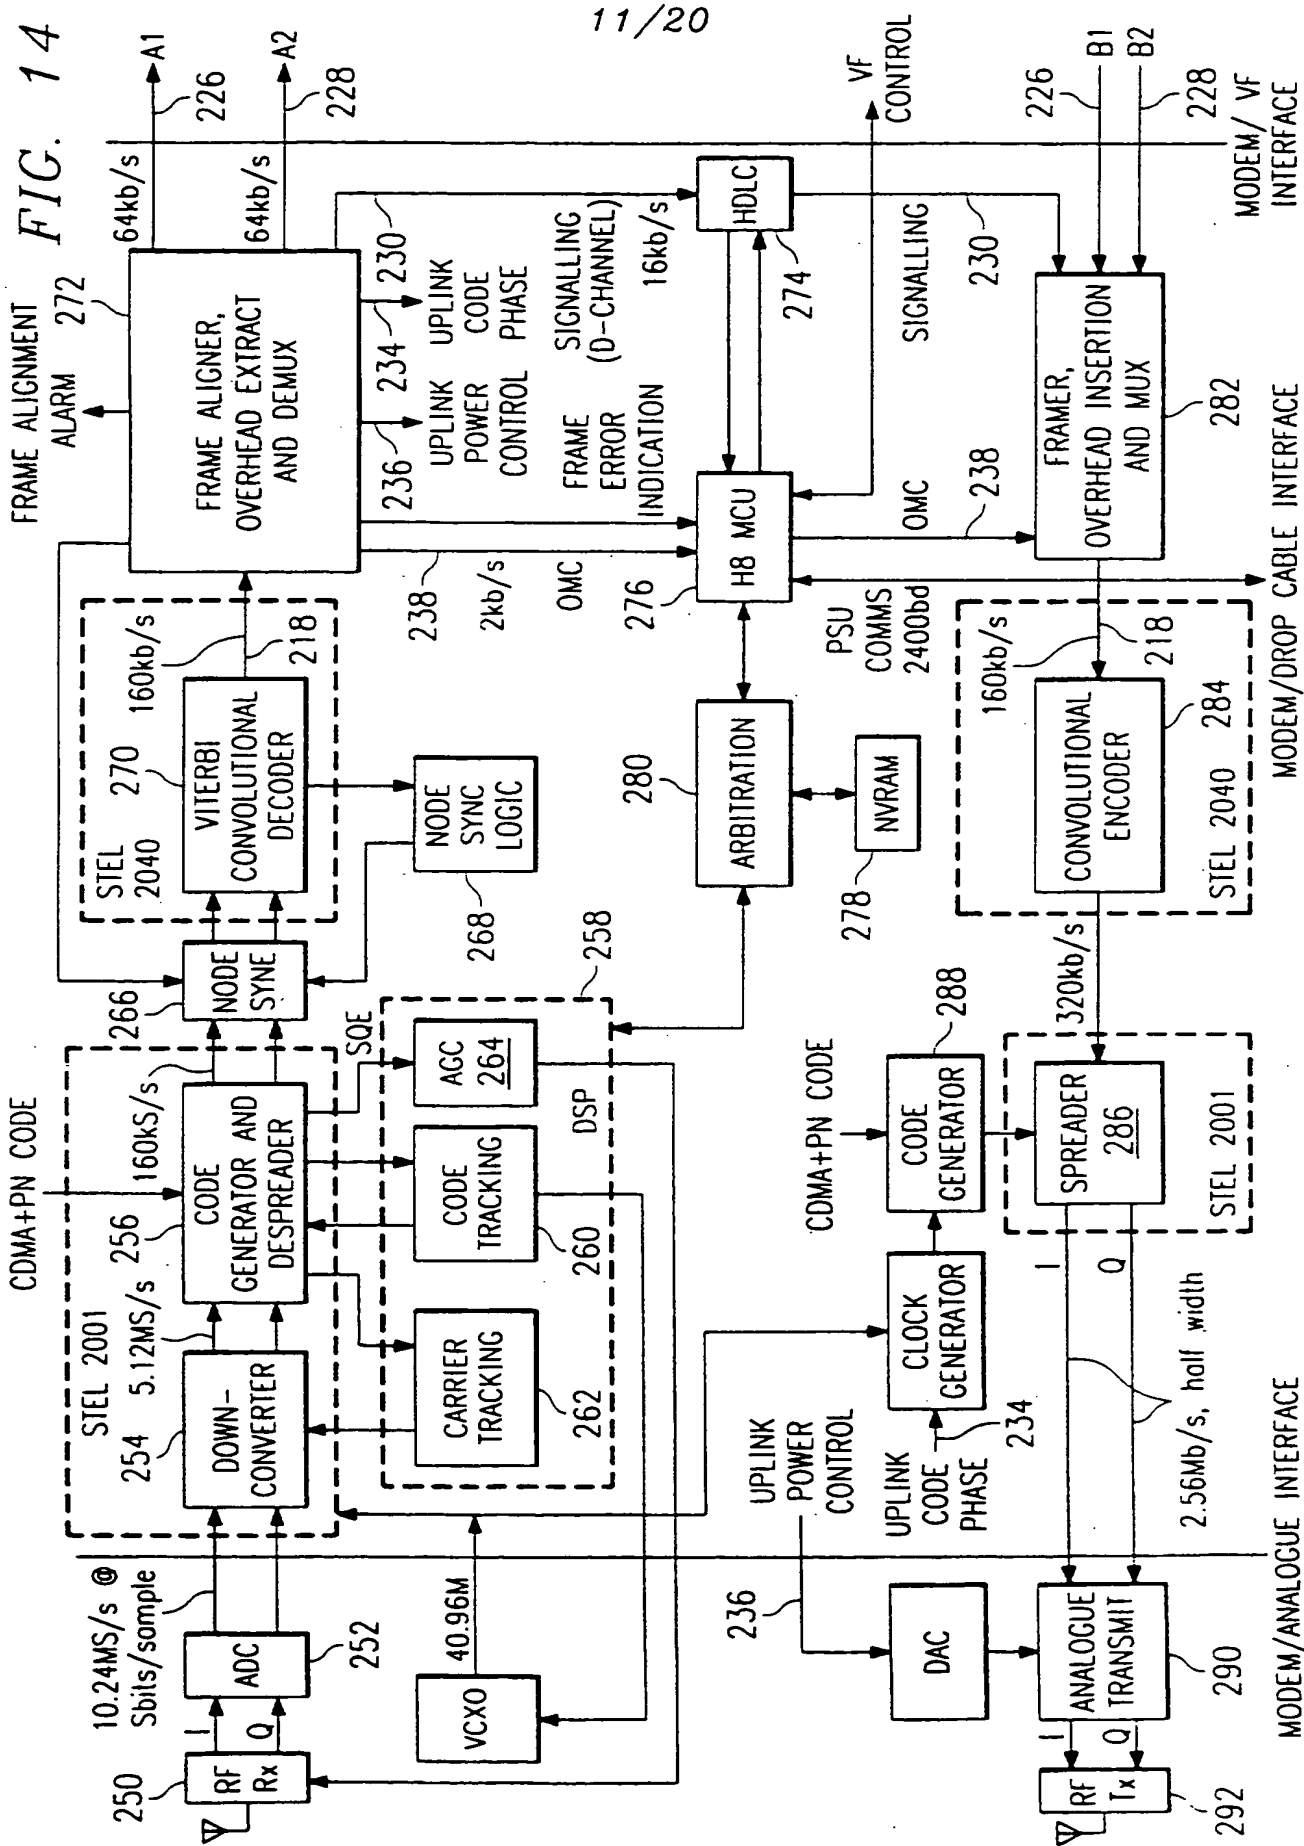 11/20
FIG. 14
A1
226
A2
228
64kb/s
64kb/s
FRAME ALIGNMENT
ALARM
272
FRAME ALIGNER,
OVERHEAD EXTRACT
AND DEMUX
230
234
UPLINK
CODE
PHASE
236
UPLINK
POWER
CONTROL
SIGNALLING
(D-CHANNEL)
16kb/s
FRAME
ERROR
INDICATION
238
2kb/s
OMC
160kb/s
218
270
VITERBI
CONVOLUTIONAL
DECODER
STEL
2040
NODE
SYNC
LOGIC
268
266
NODE
SYNE
CDMA+PN CODE
160kS/s
256
CODE
GENERATOR AND
DESPREADER
STEL 2001
5.12MS/s
254
DOWN-
CONVERTER
SQE
258
AGC
264
DSP
CODE
TRACKING
260
CARRIER
TRACKING
262
10.24MS/s @
5bits/sample
ADC
252
I
Q
250
RF
Rx
40.96M
VCXO
VF
CONTROL
HDLC
274
H8 MCU
276
280
ARBITRATION
NVRAM
278
PSU
COMMS
2400bd
OMC
238
SIGNALLING
230
B1
B2
226
228
MODEM/VF
INTERFACE
FRAMER,
OVERHEAD INSERTION
AND MUX
282
160kb/s
218
CONVOLUTIONAL
ENCODER
284
STEL 2040
MODEM/DROP CABLE INTERFACE
320kb/s
288
CDMA+PN CODE
CODE
GENERATOR
SPREADER
286
STEL 2001
CLOCK
GENERATOR
234
UPLINK
CODE
PHASE
UPLINK
POWER
CONTROL
I
Q
2.56Mb/s, half width
236
DAC
ANALOGUE
TRANSMIT
290
I
Q
RF
Tx
292
MODEM/ANALOGUE INTERFACE